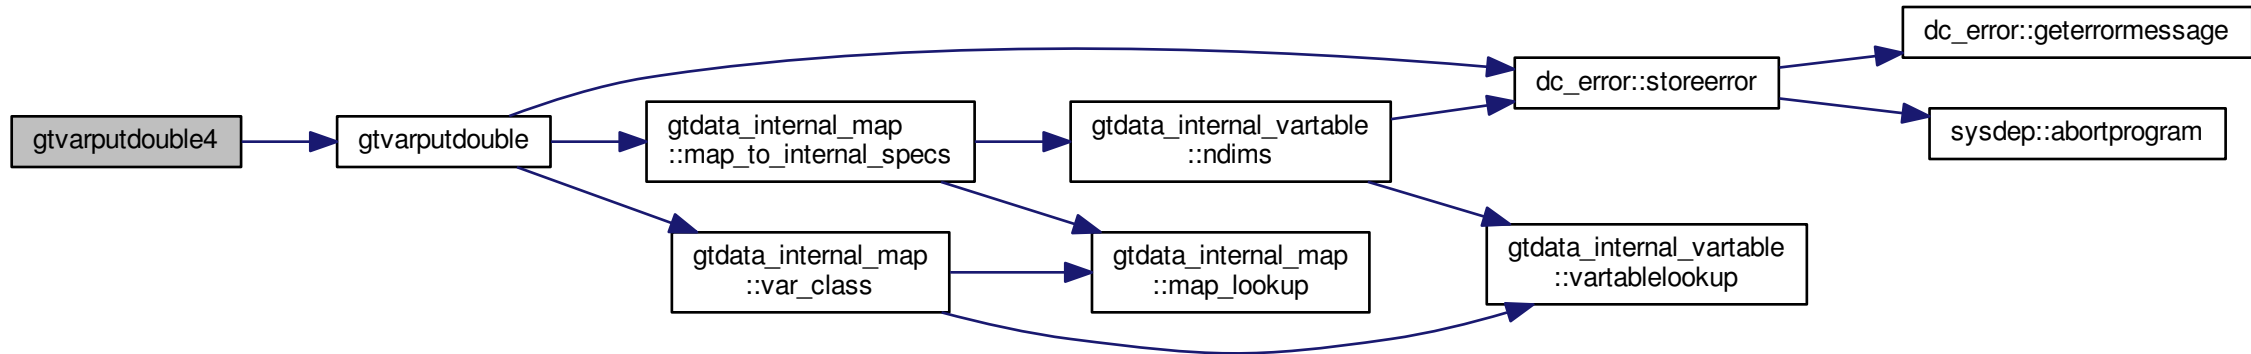 gtvarputdouble4
gtvarputdouble
gtdata_internal_map
::map_to_internal_specs
gtdata_internal_map
::var_class
gtdata_internal_vartable
::ndims
gtdata_internal_map
::map_lookup
dc_error::storeerror
gtdata_internal_vartable
::vartablelookup
dc_error::geterrormessage
sysdep::abortprogram